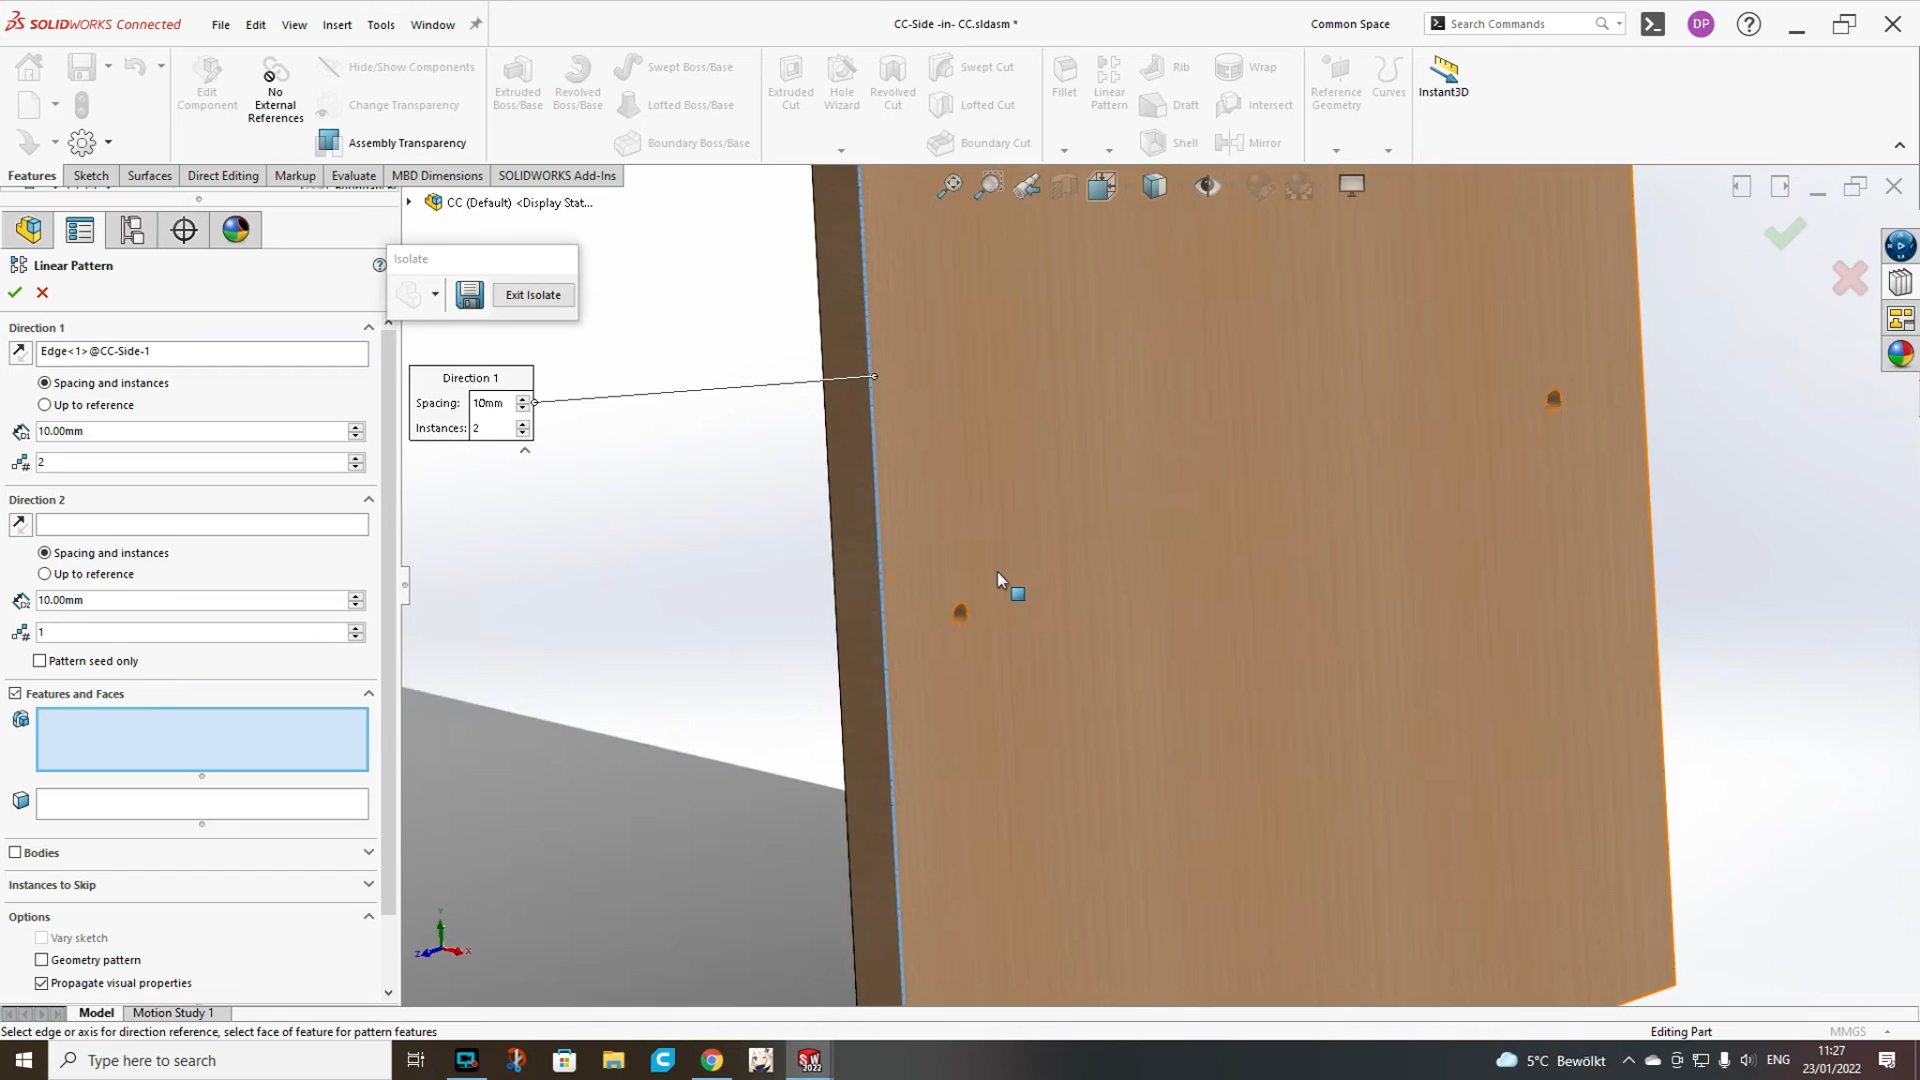 SOLIDWORKS Connected
File Edit View Insert Tools Window
CC-Side -in- CC.sldasm *
Common Space
Search Commands
DP
Edit Component
No External References
Hide/Show Components
Change Transparency
Assembly Transparency
Extruded Boss/Base
Revolved Boss/Base
Swept Boss/Base
Lofted Boss/Base
Boundary Boss/Base
Extruded Cut
Hole Wizard
Revolved Cut
Swept Cut
Lofted Cut
Boundary Cut
Fillet
Linear Pattern
Rib
Draft
Shell
Wrap
Intersect
Mirror
Reference Geometry
Curves
Instant3D
Features Sketch Surfaces Direct Editing Markup Evaluate MBD Dimensions SOLIDWORKS Add-Ins
CC (Default) <Display Stat...
Linear Pattern
Isolate
Exit Isolate
Direction 1
Edge<1>@CC-Side-1
Spacing and instances
Up to reference
10.00mm
2
Direction 1
Spacing: 10mm
Instances: 2
Direction 2
Spacing and instances
Up to reference
10.00mm
1
Pattern seed only
Features and Faces
Bodies
Instances to Skip
Options
Vary sketch
Geometry pattern
Propagate visual properties
Y
Z
X
Model Motion Study 1
Select edge or axis for direction reference, select face of feature for pattern features
Editing Part
MMGS
Type here to search
SW 2022
5°C Bewölkt
ENG
11:27
23/01/2022